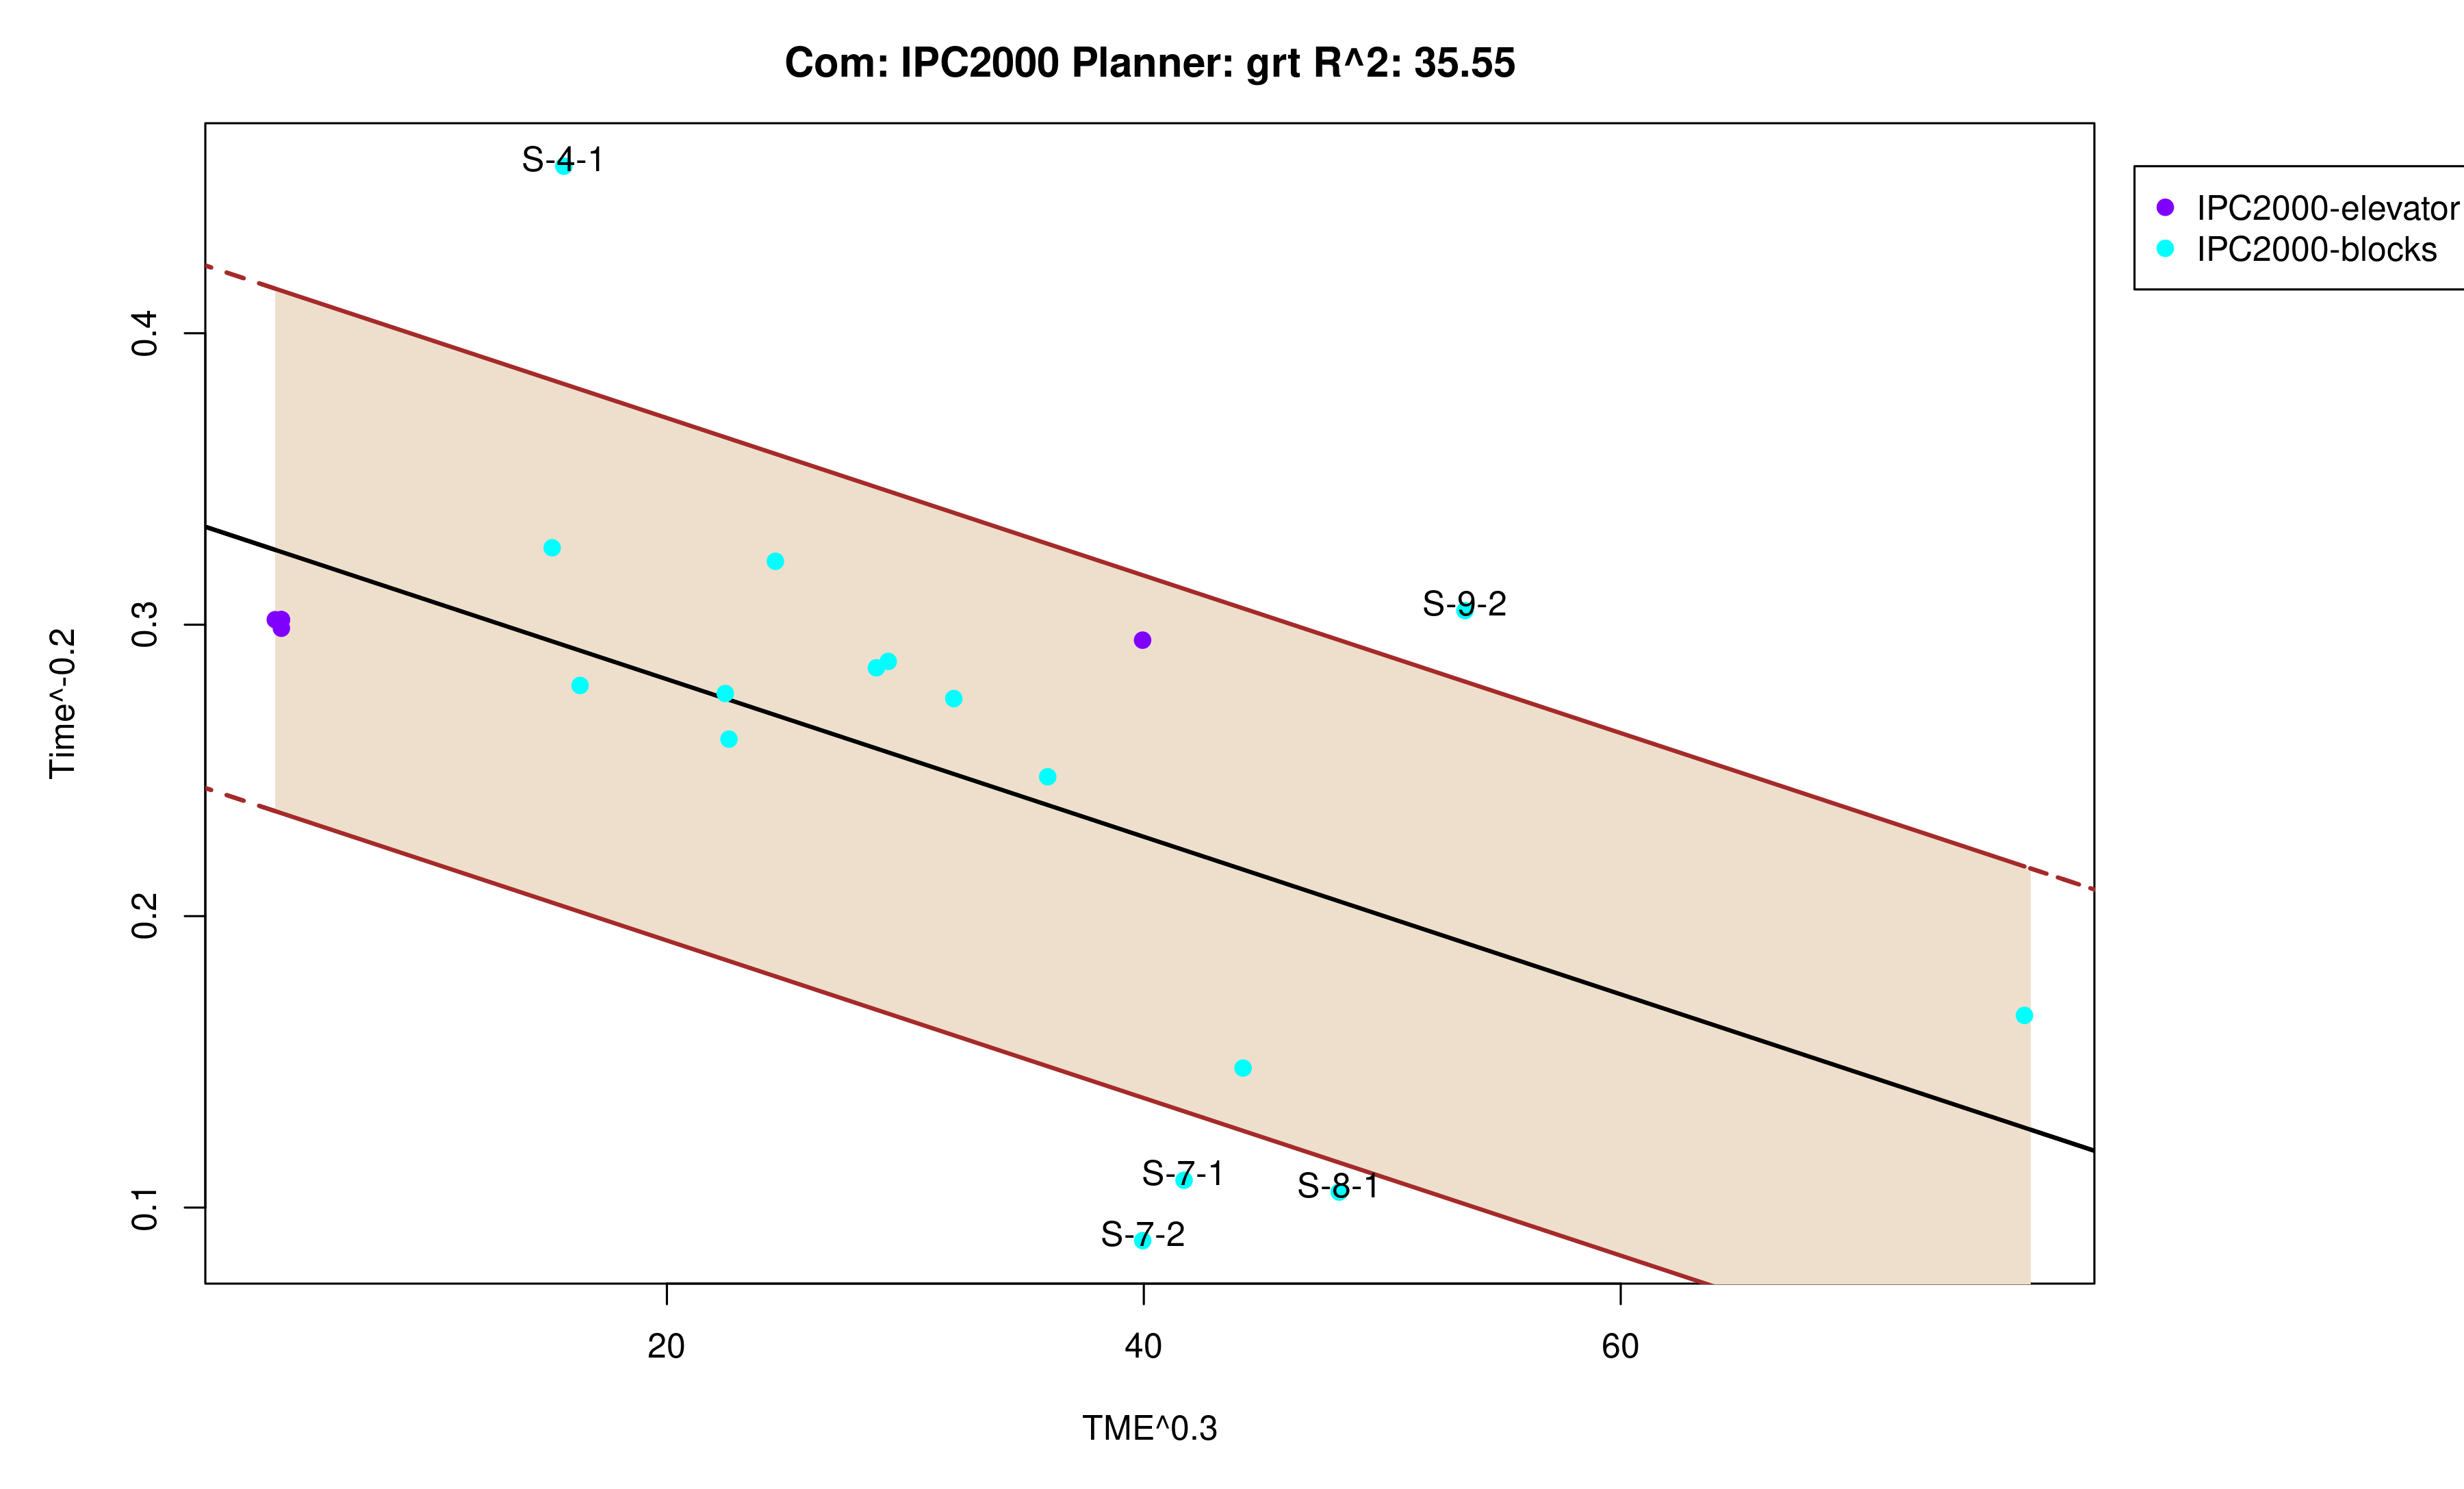 Com: IPC2000 Planner: grt R^2: 35.55
S-4-1
IPC2000-elevator
IPC2000-blocks
0.4
0.3
0.2
0.1
Time^-0.2
S-9-2
S-7-1
S-8-1
S-7-2
20
40
60
TME^0.3